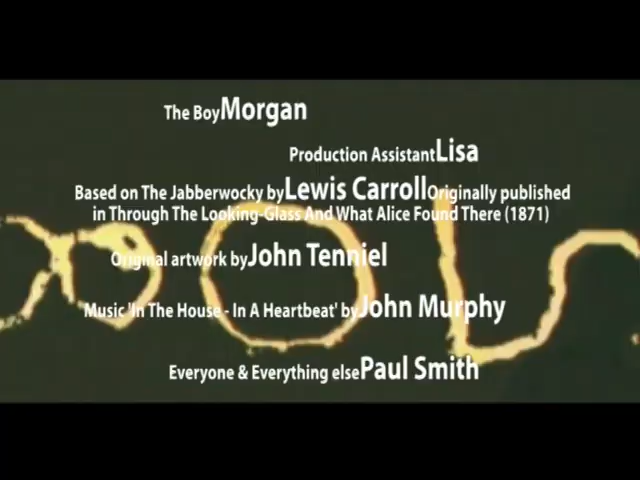 The Boy Morgan
Production Assistant Lisa
Based on The Jabberwocky by Lewis Carroll Originally published
in Through The Looking-Glass And What Alice Found There (1871)
Original artwork by John Tenniel
Music 'In The House - In A Heartbeat' by John Murphy
Everyone & Everything else Paul Smith